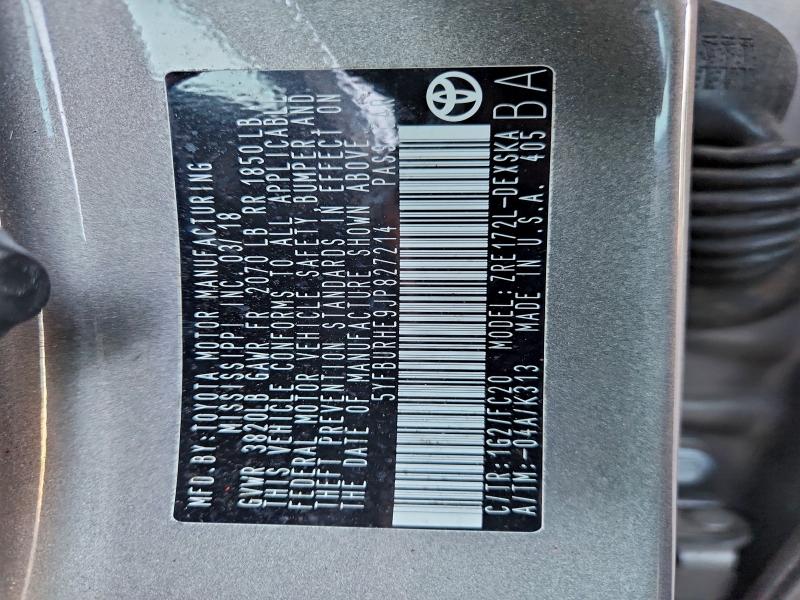 MFD.BY:TOYOTA MOTOR MANUFACTURING
MISSISSIPPI, INC. 03/18
GVWR 3820LB GAWR FR 2070 LB RR 1850LB
THIS VEHICLE CONFORMS TO ALL APPLICABLE
FEDERAL MOTOR VEHICLE SAFETY, BUMPER AND
THEFT PREVENTION STANDARDS IN EFFECT ON
THE DATE OF MANUFACTURE SHOWN ABOVE.
5YFBURHE9JP827214 PASS.CAR
C/TR:1G2/FC20 MODEL:ZRE172L-DEXSKA
A/TM:-04A/K313 MADE IN U.S.A. 405
BA